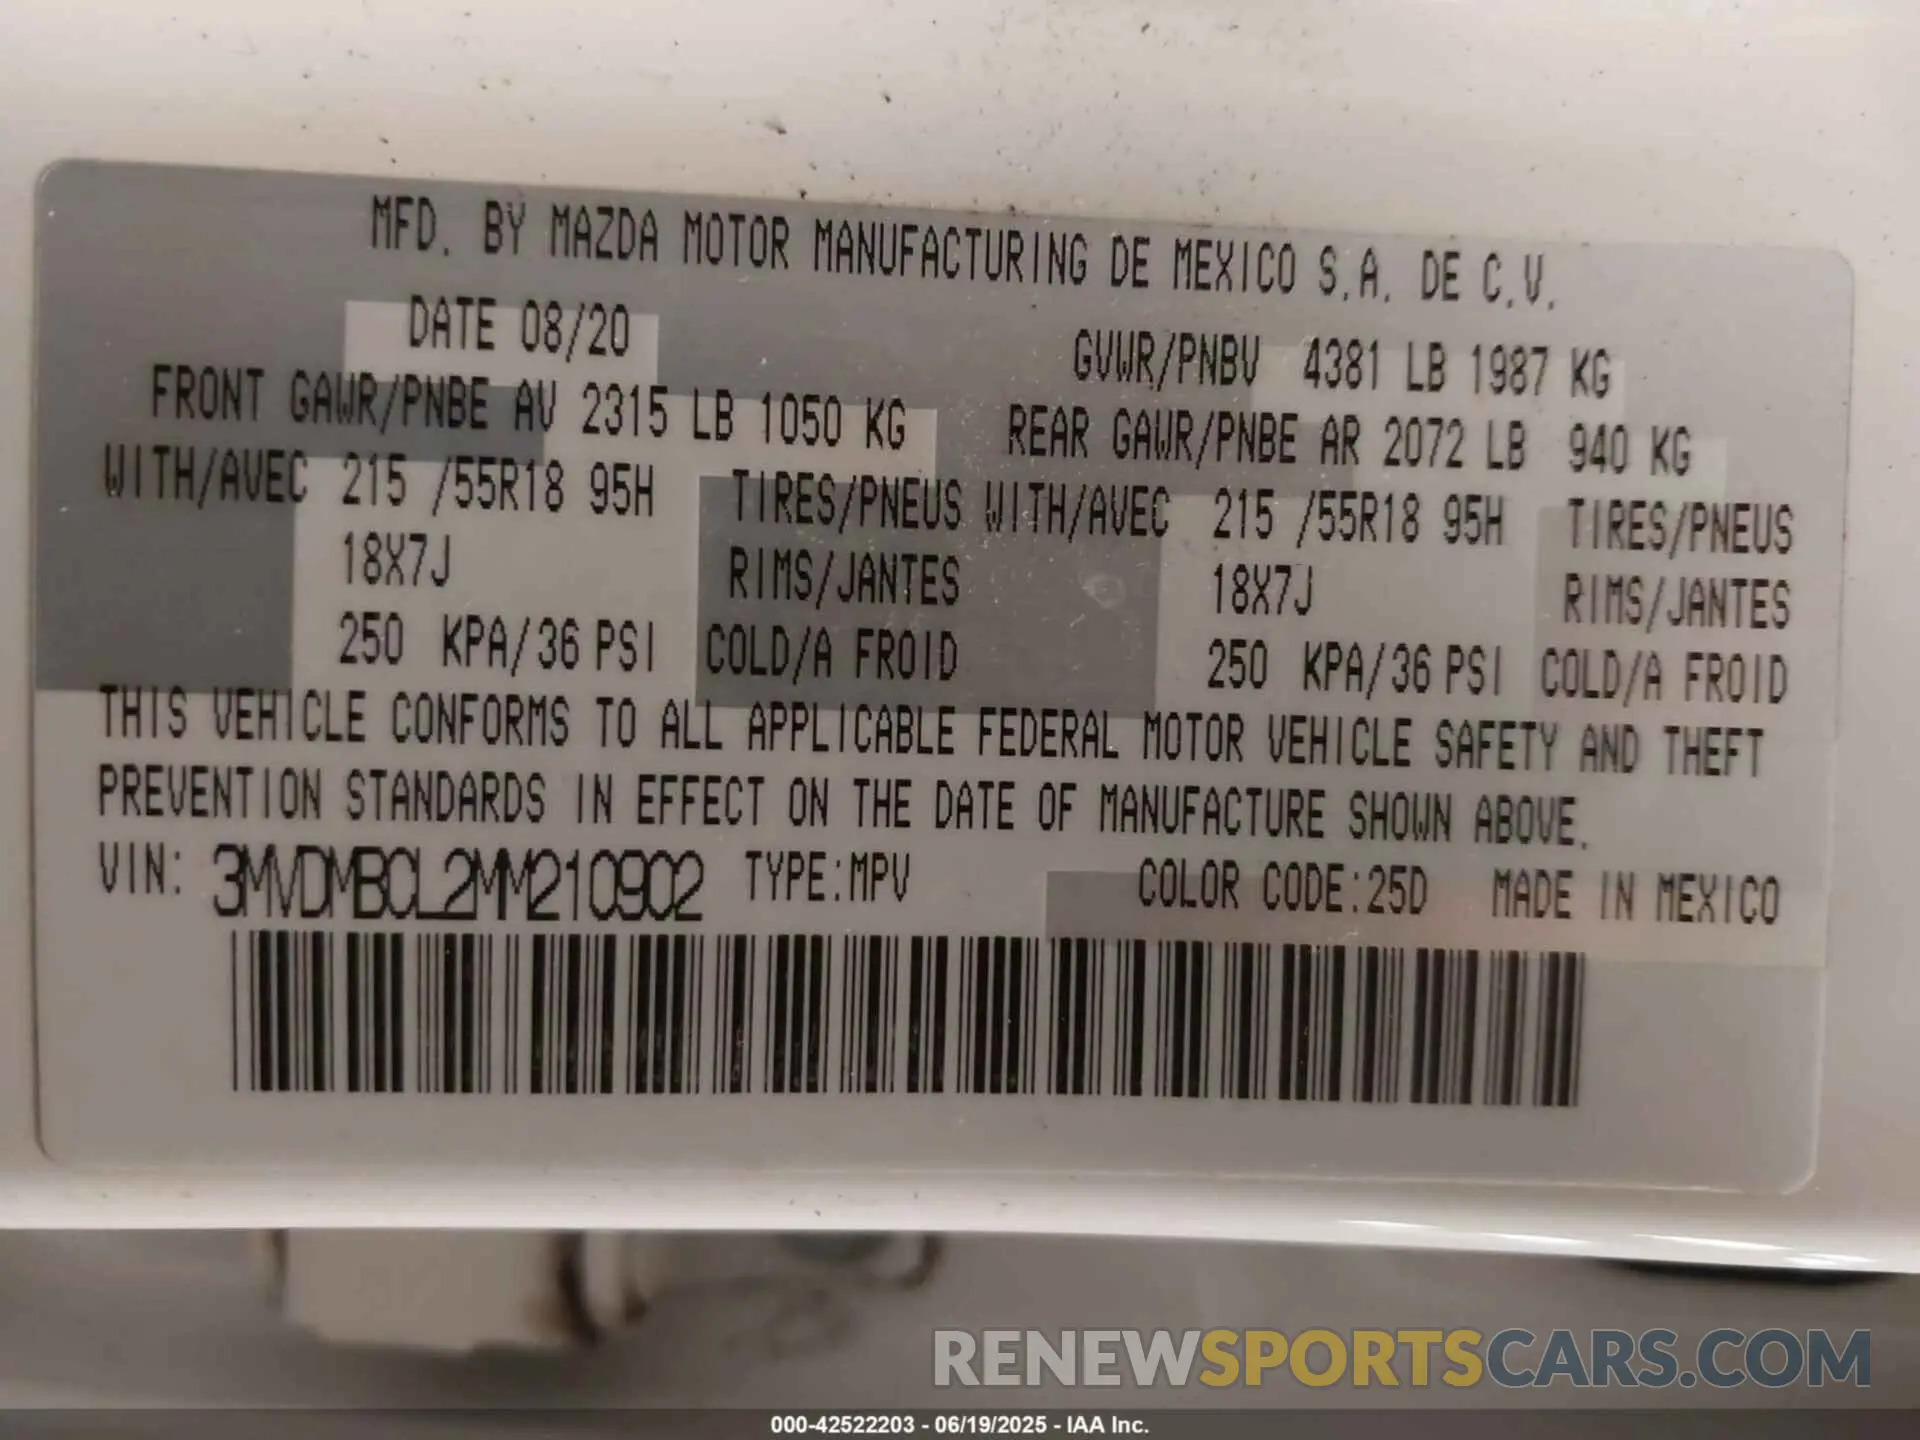 MFD. BY MAZDA MOTOR MANUFACTURING DE MEXICO S.A. DE C.V.
DATE 08/20 GVWR/PNBV 4381 LB 1987 KG
FRONT GAWR/PNBE AV 2315 LB 1050 KG REAR GAWR/PNBE AR 2072 LB 940 KG
WITH/AVEC 215 /55R18 95H TIRES/PNEUS WITH/AVEC 215 /55R18 95H TIRES/PNEUS
18X7J RIMS/JANTES 18X7J RIMS/JANTES
250 KPA/36 PSI COLD/A FROID 250 KPA/36 PSI COLD/A FROID
THIS VEHICLE CONFORMS TO ALL APPLICABLE FEDERAL MOTOR VEHICLE SAFETY AND THEFT
PREVENTION STANDARDS IN EFFECT ON THE DATE OF MANUFACTURE SHOWN ABOVE.
VIN: 3MVDMBCL2MM210902 TYPE:MPV COLOR CODE:25D MADE IN MEXICO
RENEWSPORTSCARS.COM
000-42522203 - 06/19/2025 - IAA Inc.